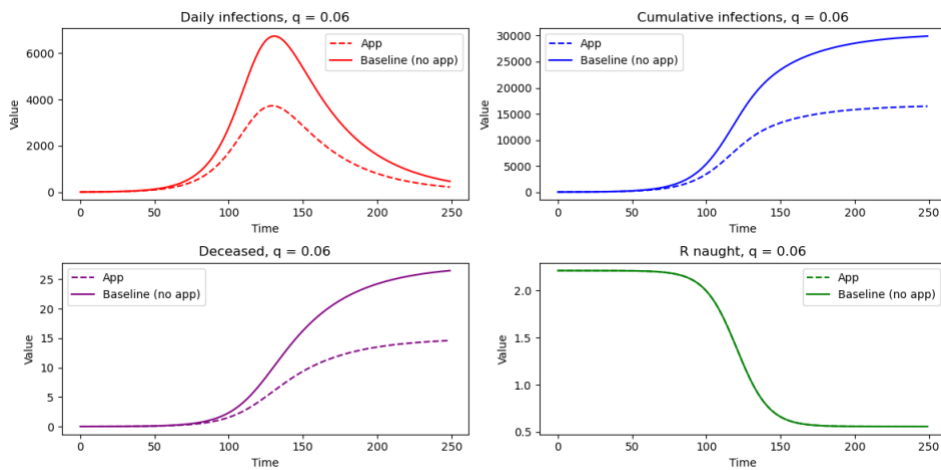 Daily infections, q = 0.06
Value
6000
4000
2000
0
App
Baseline (no app)
0 50 100 150 200 250
Time
Cumulative infections, q = 0.06
Value
30000
25000
20000
15000
10000
5000
0
App
Baseline (no app)
0 50 100 150 200 250
Time
Deceased, q = 0.06
Value
25
20
15
10
5
0
App
Baseline (no app)
0 50 100 150 200 250
Time
R naught, q = 0.06
Value
2.0
1.5
1.0
0.5
App
Baseline (no app)
0 50 100 150 200 250
Time